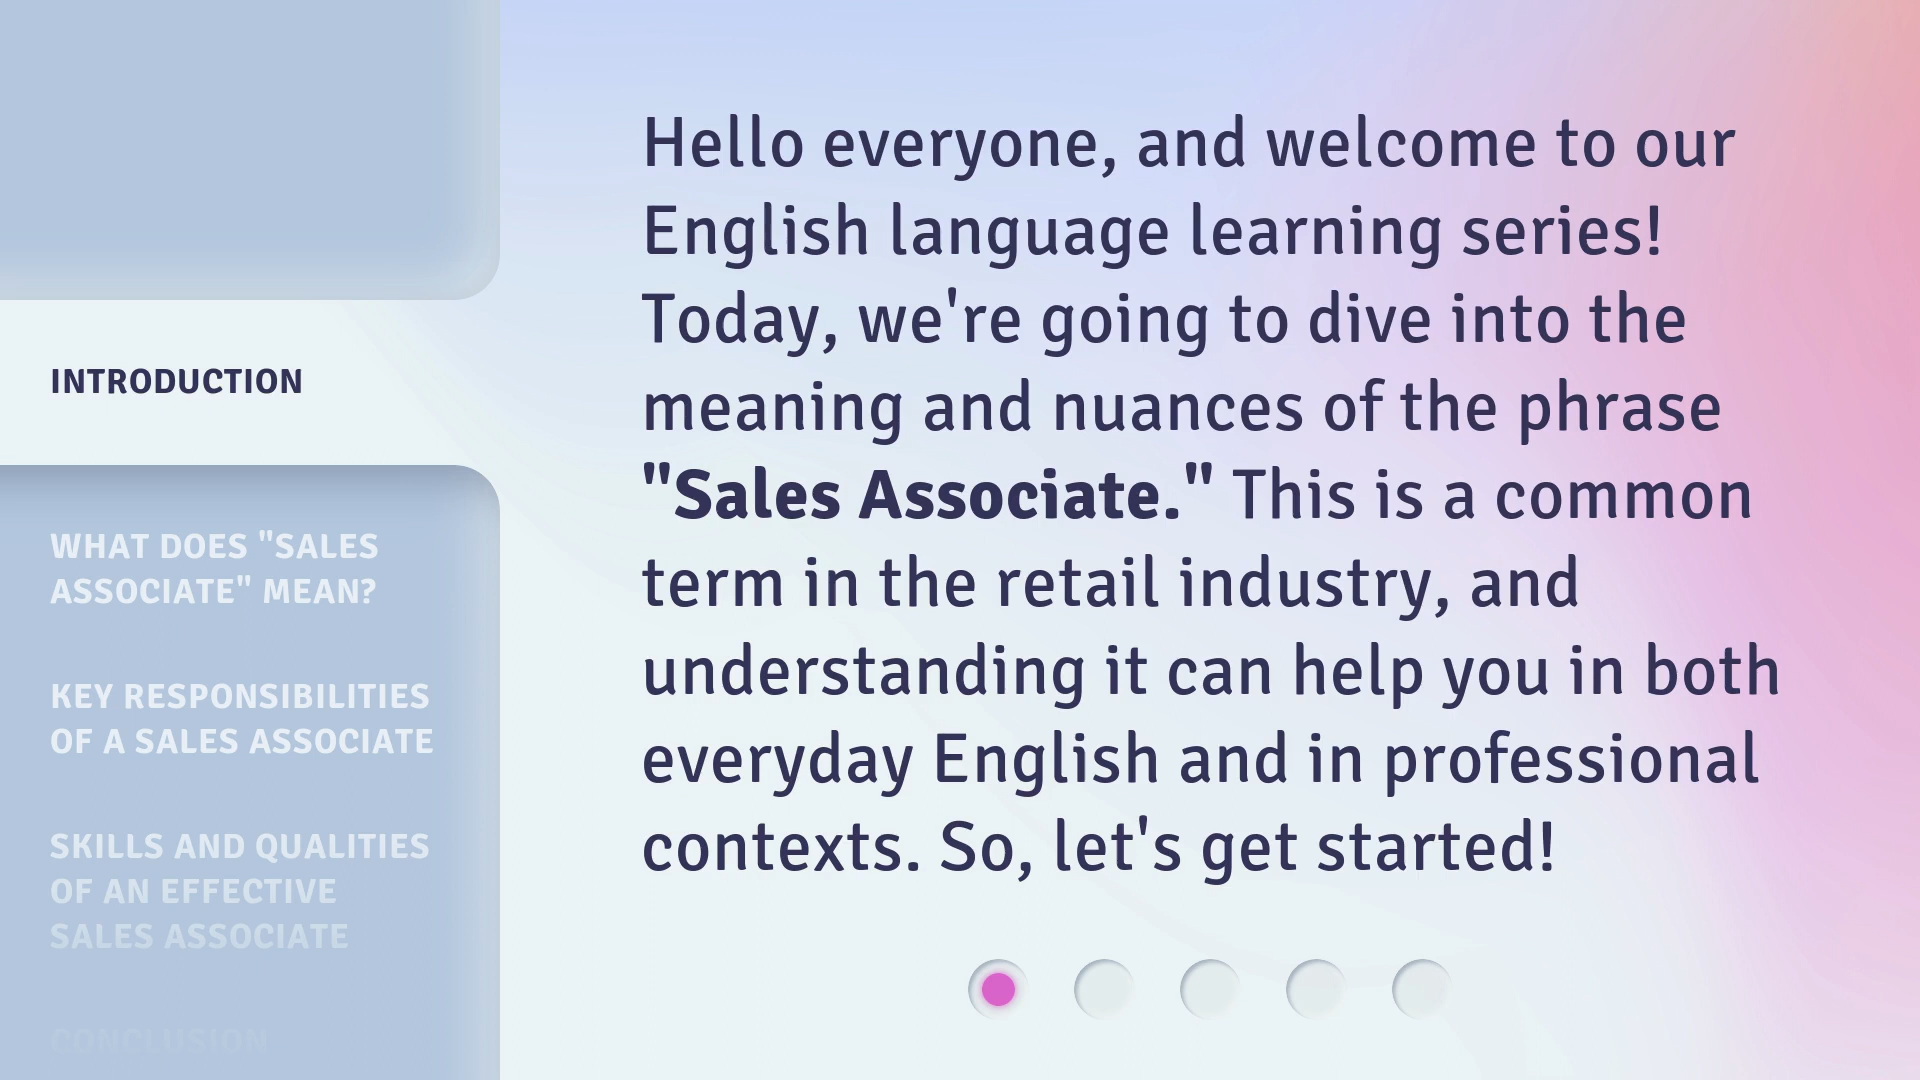 INTRODUCTION
WHAT DOES "SALES
ASSOCIATE" MEAN?
KEY RESPONSIBILITIES
OF A SALES ASSOCIATE
SKILLS AND QUALITIES
OF AN EFFECTIVE
SALES ASSOCIATE
CONCLUSION
Hello everyone, and welcome to our
English language learning series!
Today, we're going to dive into the
meaning and nuances of the phrase
"Sales Associate." This is a common
term in the retail industry, and
understanding it can help you in both
everyday English and in professional
contexts. So, let's get started!